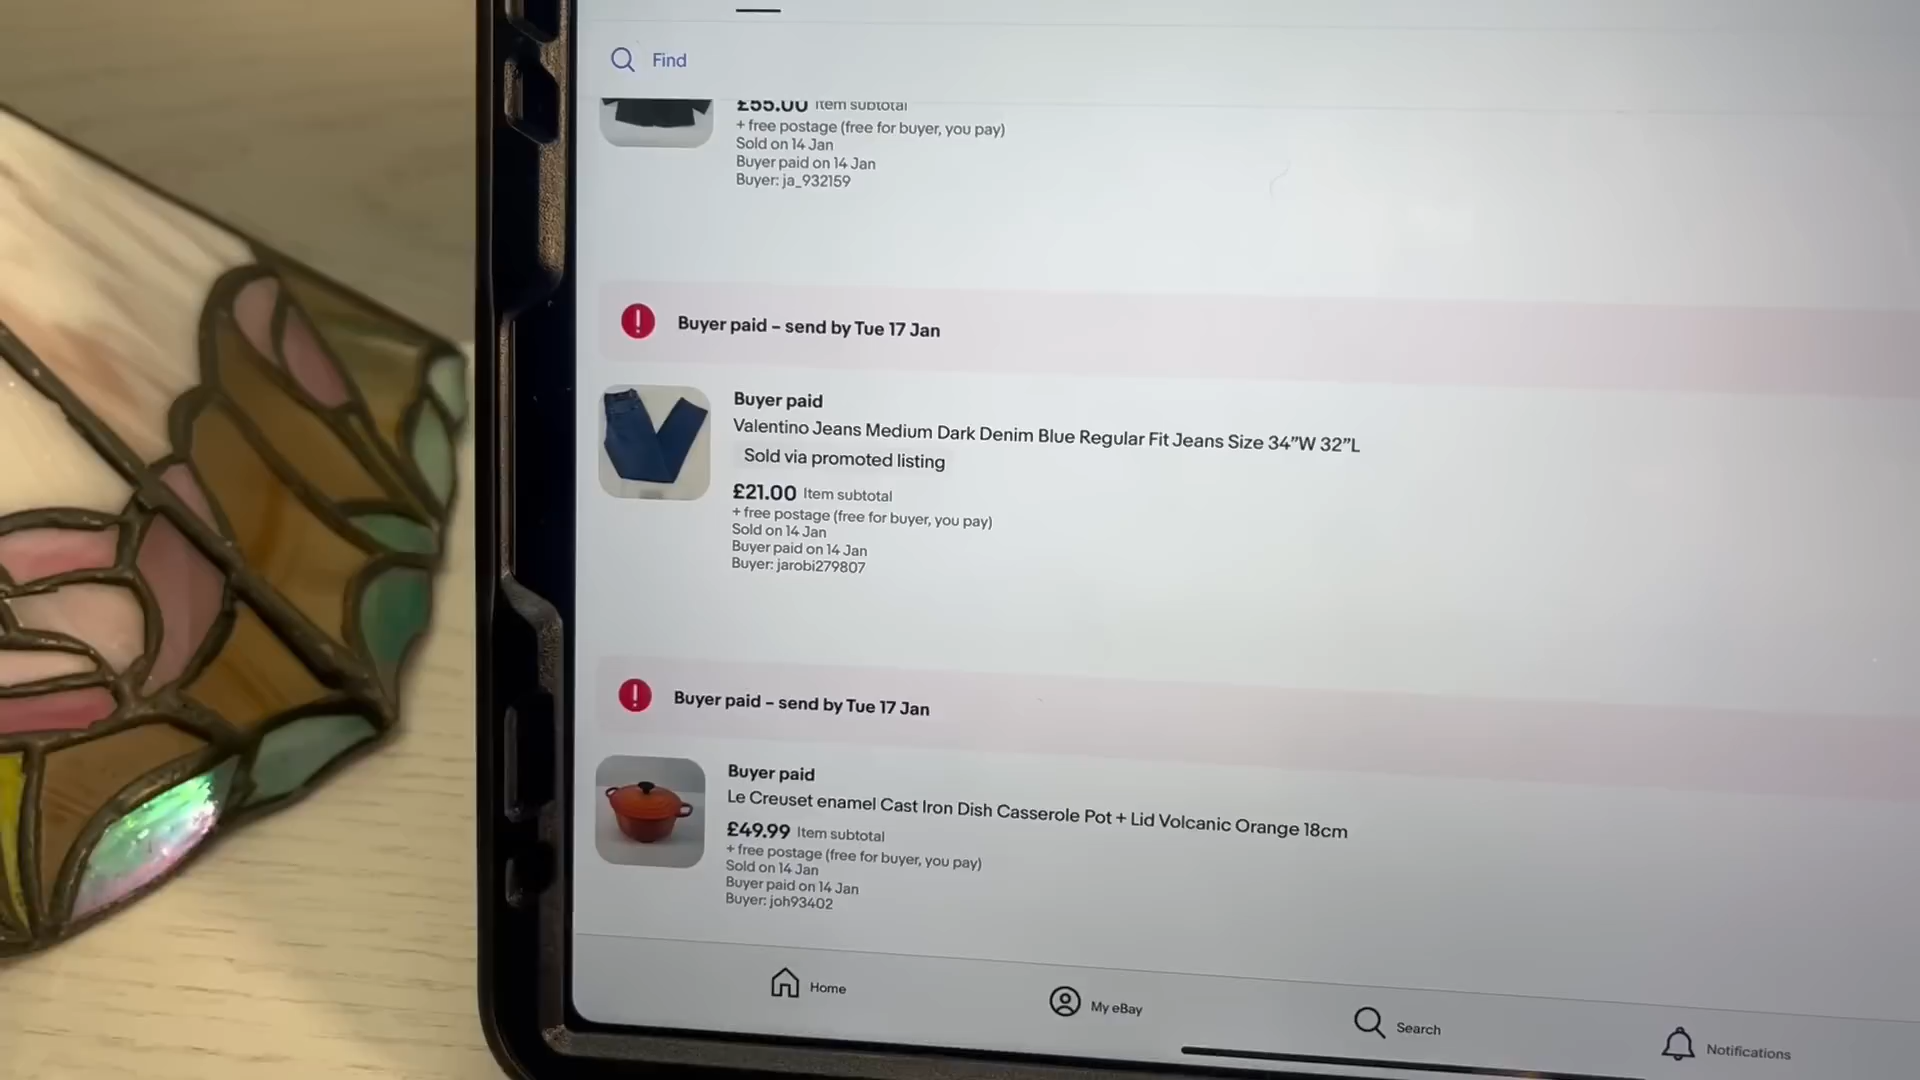 Find
£55.00 Item subtotal
+ free postage (free for buyer, you pay)
Sold on 14 Jan
Buyer paid on 14 Jan
Buyer: ja_932159
Buyer paid – send by Tue 17 Jan
Buyer paid
Valentino Jeans Medium Dark Denim Blue Regular Fit Jeans Size 34”W 32”L
Sold via promoted listing
£21.00 Item subtotal
+ free postage (free for buyer, you pay)
Sold on 14 Jan
Buyer paid on 14 Jan
Buyer: jarobi279807
Buyer paid – send by Tue 17 Jan
Buyer paid
Le Creuset enamel Cast Iron Dish Casserole Pot + Lid Volcanic Orange 18cm
£49.99 Item subtotal
+ free postage (free for buyer, you pay)
Sold on 14 Jan
Buyer paid on 14 Jan
Buyer: joh93402
Home
My eBay
Search
Notifications